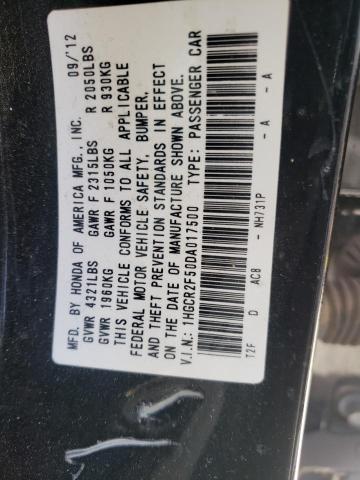 MFD. BY HONDA OF AMERICA MFG., INC. 09/'12
GVWR 4321LBS GAWR F 2315LBS R 2050LBS
GVWR 1960KG GAWR F 1050KG R 930KG
THIS VEHICLE CONFORMS TO ALL APPLICABLE
FEDERAL MOTOR VEHICLE SAFETY, BUMPER,
AND THEFT PREVENTION STANDARDS IN EFFECT
ON THE DATE OF MANUFACTURE SHOWN ABOVE.
V.I.N.: 1HGCR2F51DA017500 TYPE: PASSENGER CAR
T2F D AC8 - NH731P - A - A